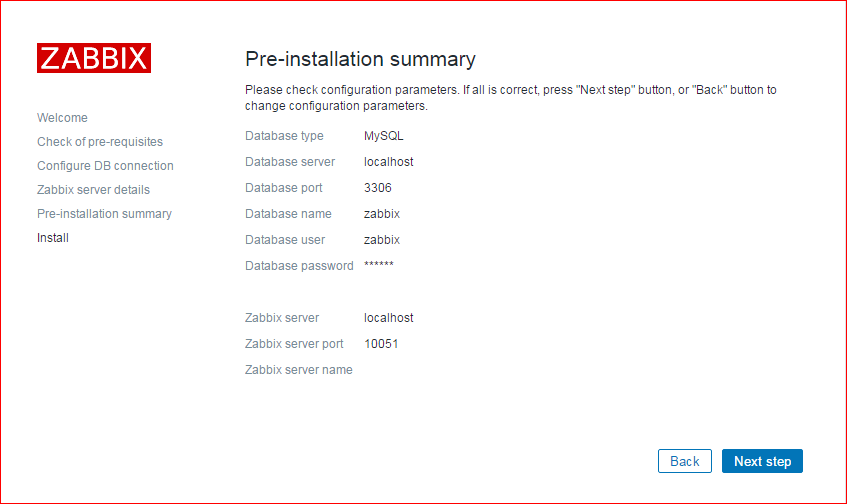 ZABBIX
Welcome
Check of pre-requisites
Configure DB connection
Zabbix server details
Pre-installation summary
Install
Pre-installation summary
Please check configuration parameters. If all is correct, press "Next step" button, or "Back" button to
change configuration parameters.
Database type MySQL
Database server localhost
Database port 3306
Database name zabbix
Database user zabbix
Database password ******
Zabbix server localhost
Zabbix server port 10051
Zabbix server name
Back Next step